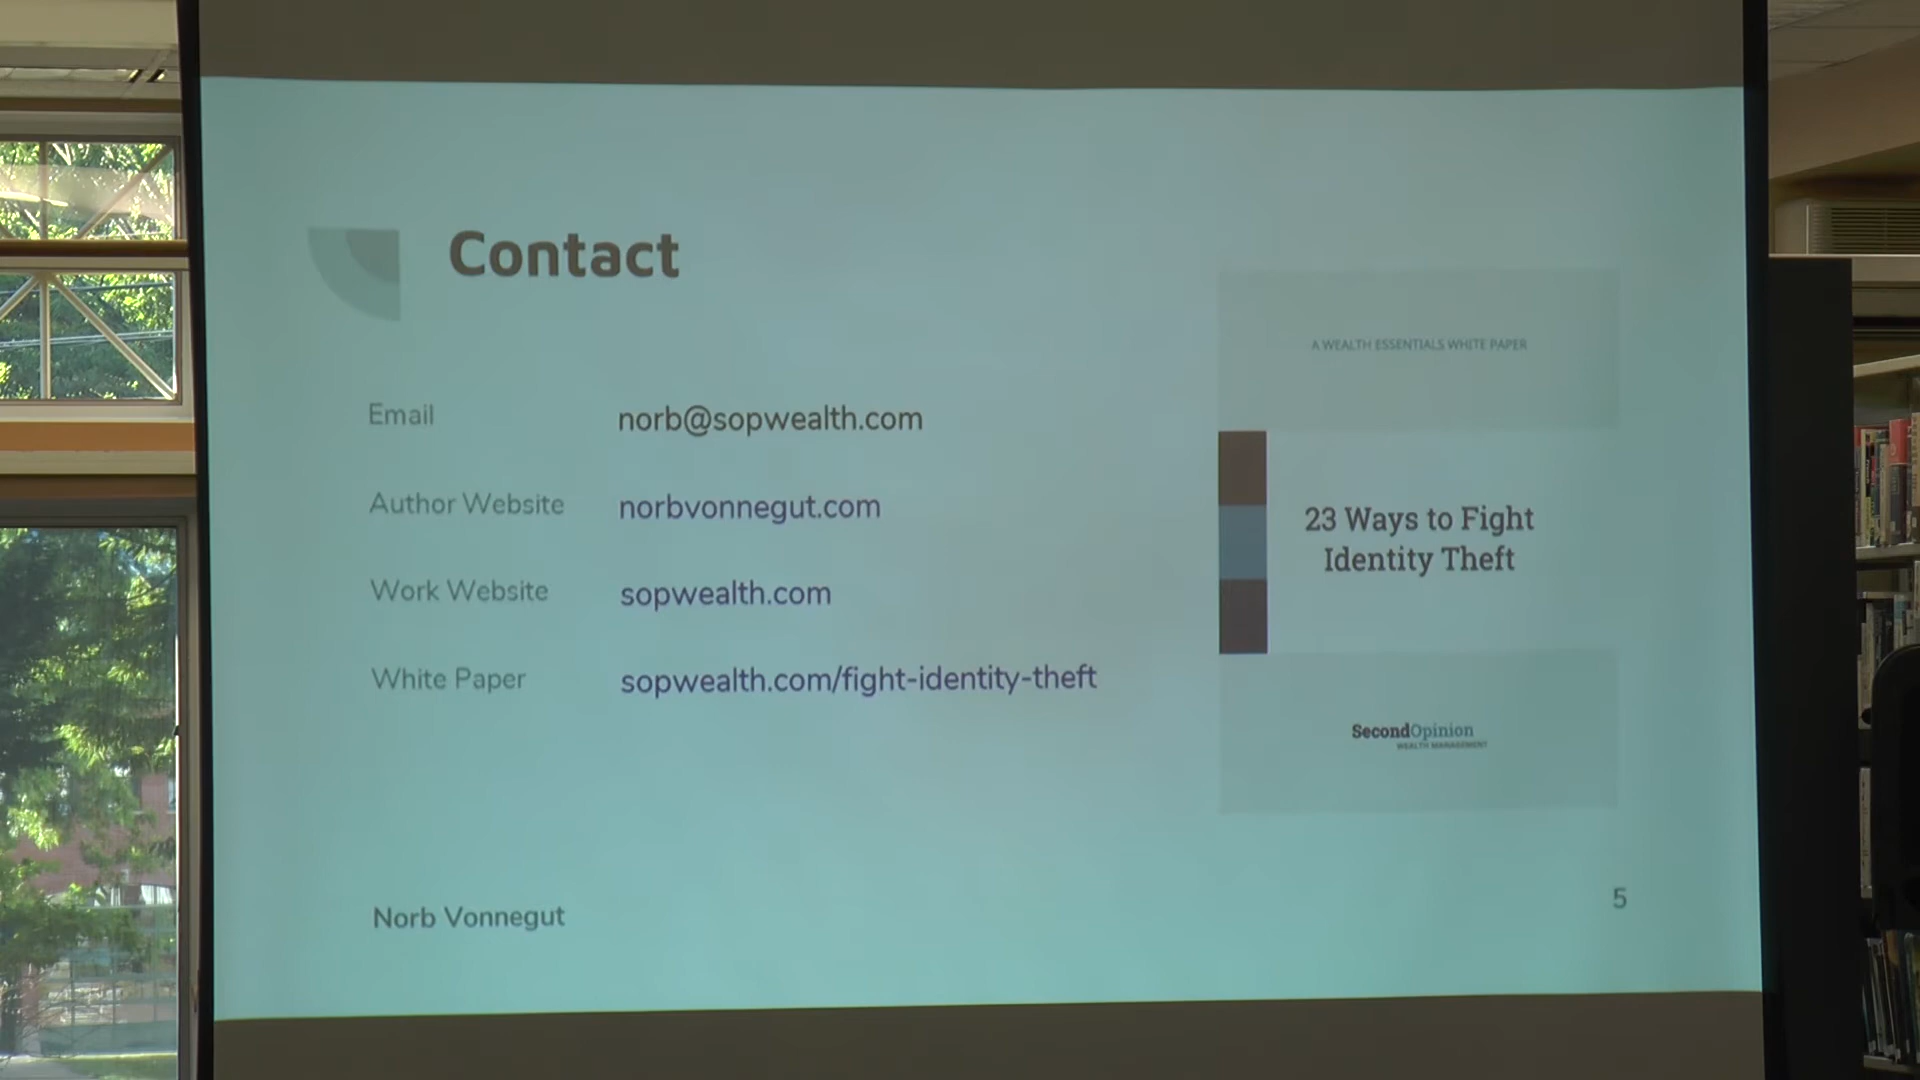 Contact
Email norb@sopwealth.com
Author Website norbvonnegut.com
Work Website sopwealth.com
White Paper sopwealth.com/fight-identity-theft
A WEALTH ESSENTIALS WHITE PAPER
23 Ways to Fight
Identity Theft
SecondOpinion
WEALTH MANAGEMENT
Norb Vonnegut
5